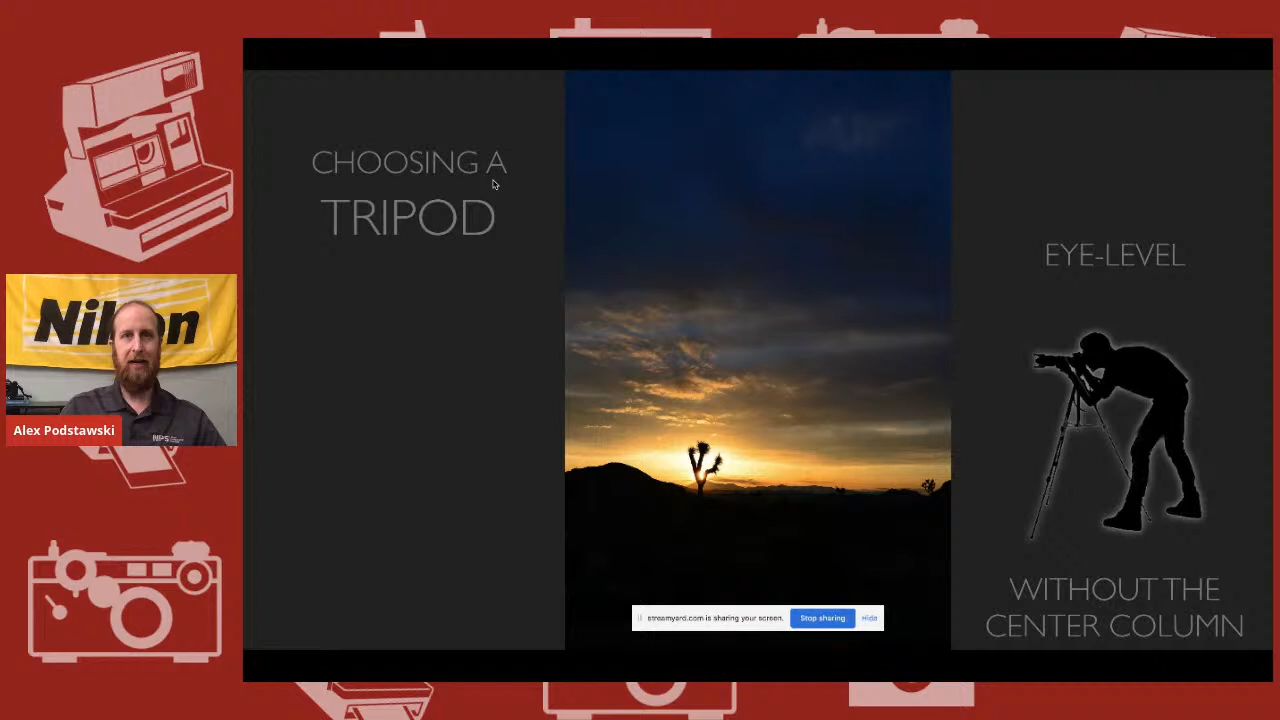 CHOOSING A
TRIPOD
EYE-LEVEL
WITHOUT THE
CENTER COLUMN
Nikon
NPS
Alex Podstawski
streamyard.com is sharing your screen.
Stop sharing
Hide